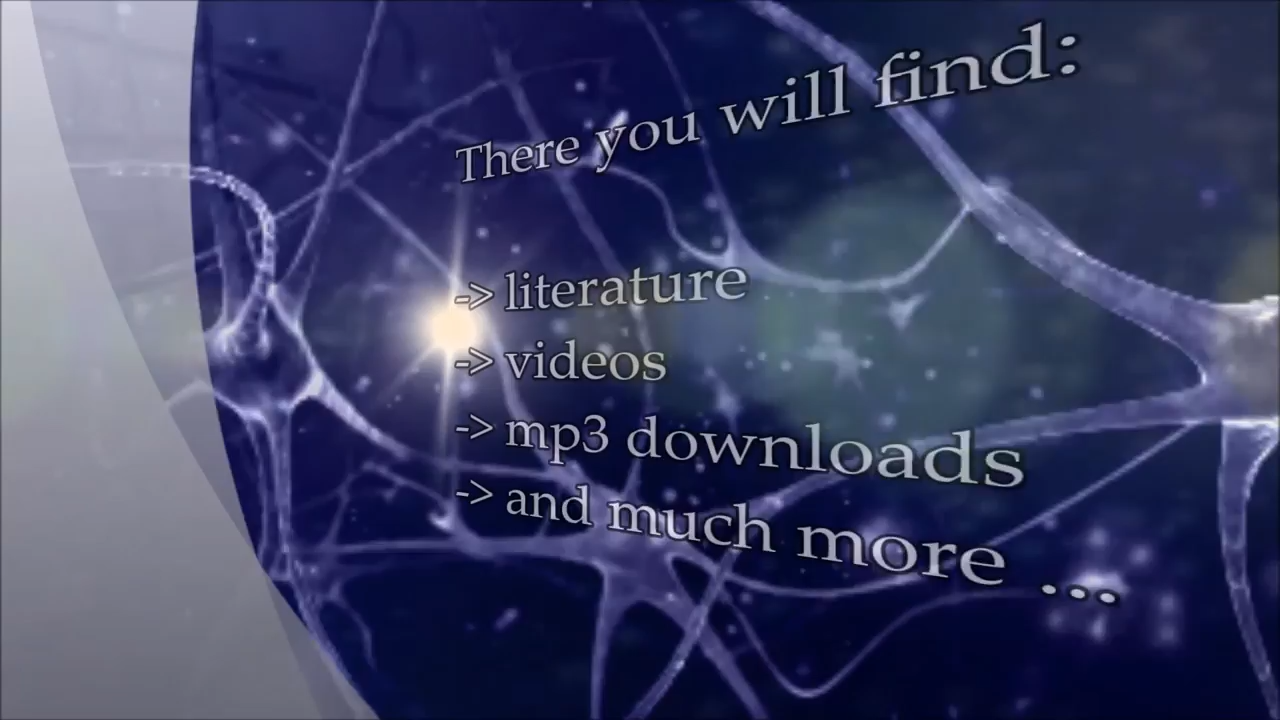 There you will find:
-> literature
-> videos
-> mp3 downloads
-> and much more ...